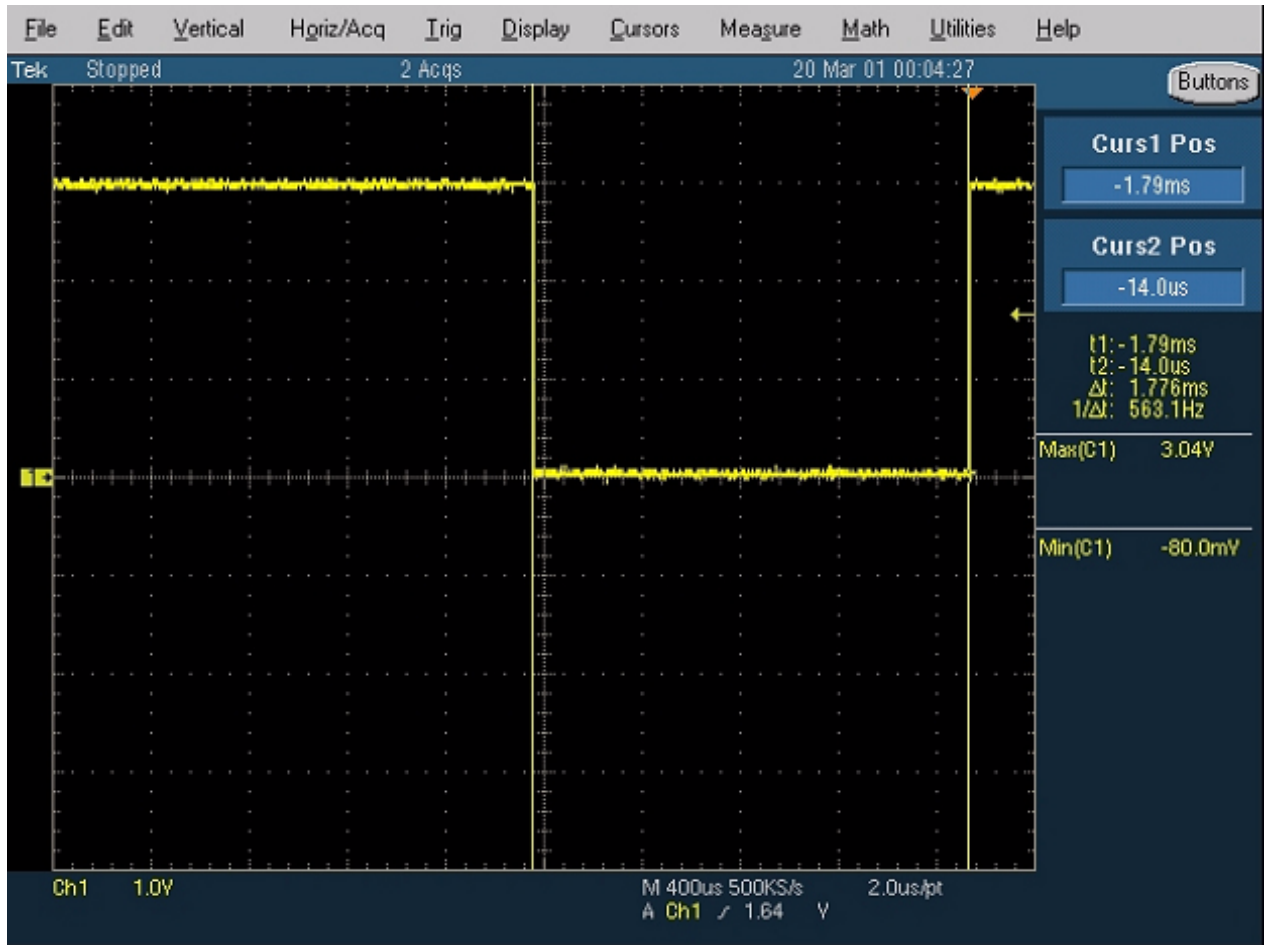 File Edit Vertical Horiz/Acq Trig Display Cursors Measure Math Utilities Help
Tek Stopped 2 Acqs 20 Mar 01 00:04:27
Buttons
Curs1 Pos
-1.79ms
Curs2 Pos
-14.0us
t1: -1.79ms
t2: -14.0us
Δt: 1.776ms
1/Δt: 563.1Hz
Max(C1) 3.04V
1
Min(C1) -80.0mV
Ch1 1.0V M 400us 500KS/s 2.0us/pt
A Ch1 / 1.64 V